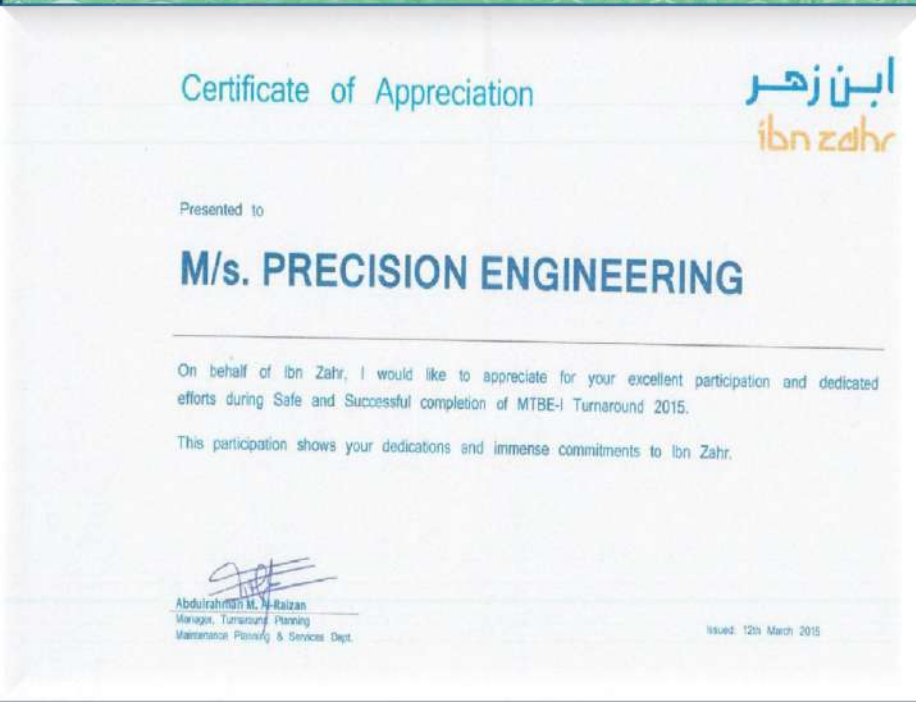 Certificate of Appreciation
ابن زهر
ibn zahr
Presented to
M/s. PRECISION ENGINEERING
On behalf of Ibn Zahr, I would like to appreciate for your excellent participation and dedicated
efforts during Safe and Successful completion of MTBE-I Turnaround 2015.
This participation shows your dedications and immense commitments to Ibn Zahr.
Abdulrahman M. Al-Raizan
Manager, Turnaround Planning
Maintenance Planning & Services Dept.
Issued: 12th March 2015